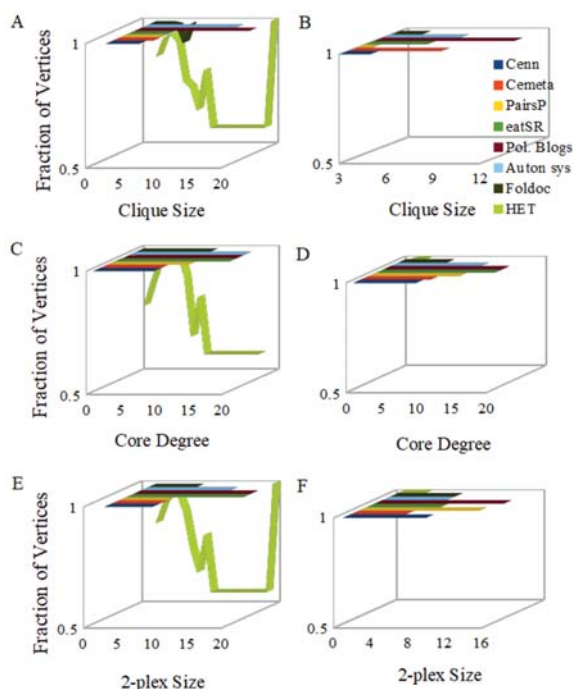 A
B
1
0.5
Fraction of Vertices
0 5 10 15 20
Clique Size
1
0.5
3 6 9 12
Clique Size
Cenn
Cemeta
PairsP
eatSR
Pol. Blogs
Auton sys
Foldoc
HET
C
D
1
0.5
Fraction of Vertices
0 5 10 15 20
Core Degree
1
0.5
0 5 10 15 20
Core Degree
E
F
1
0.5
Fraction of Vertices
0 5 10 15 20
2-plex Size
1
0.5
0 4 8 12 16
2-plex Size